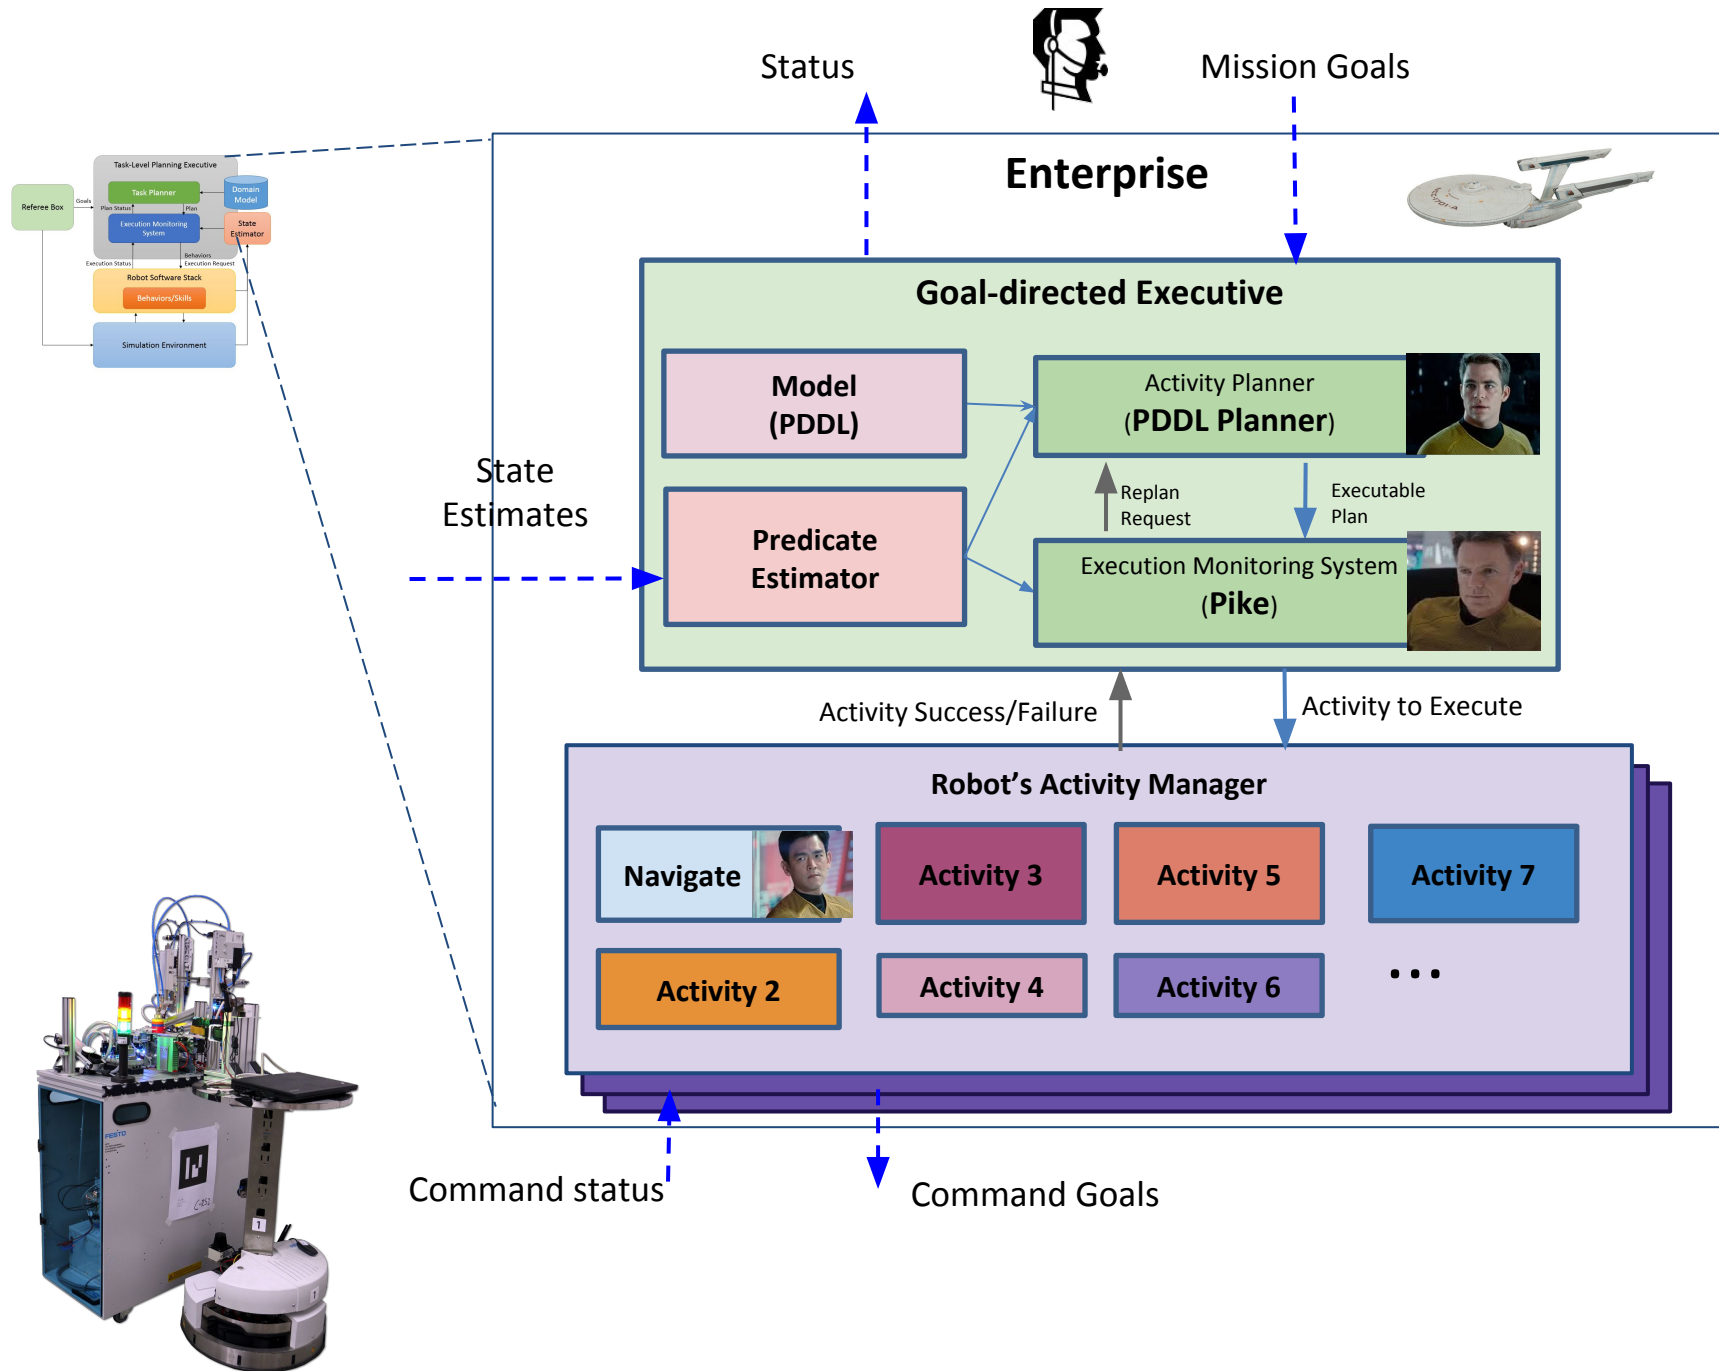 Status
Mission Goals
Enterprise
NCC-1701-A
Task-Level Planning Executive
Task Planner
Domain
Model
Referee Box
Goals
Plan Status
Plan
Execution Monitoring
System
State
Estimator
Behaviors
Execution Status
Execution Request
Robot Software Stack
Behaviors/Skills
Simulation Environment
Goal-directed Executive
Model
(PDDL)
Activity Planner
(PDDL Planner)
State
Estimates
Replan
Request
Executable
Plan
Predicate
Estimator
Execution Monitoring System
(Pike)
Activity Success/Failure
Activity to Execute
Robot's Activity Manager
Navigate
Activity 3
Activity 5
Activity 7
Activity 2
Activity 4
Activity 6
...
Command status
Command Goals
FESTO
1